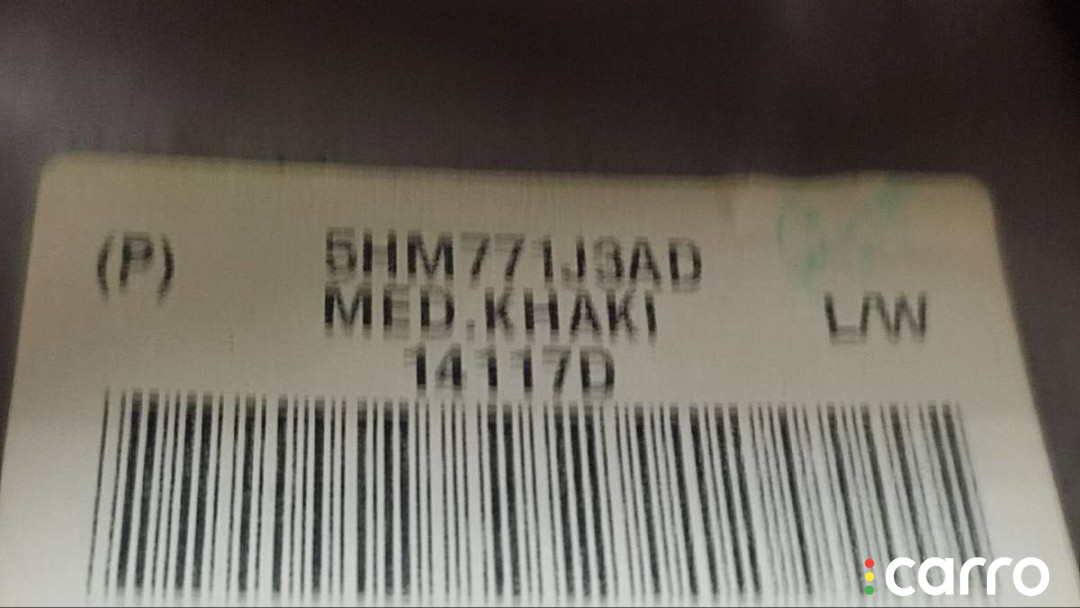 (P) 5HM771J3AD
MED.KHAKI L/W
14117D
carro